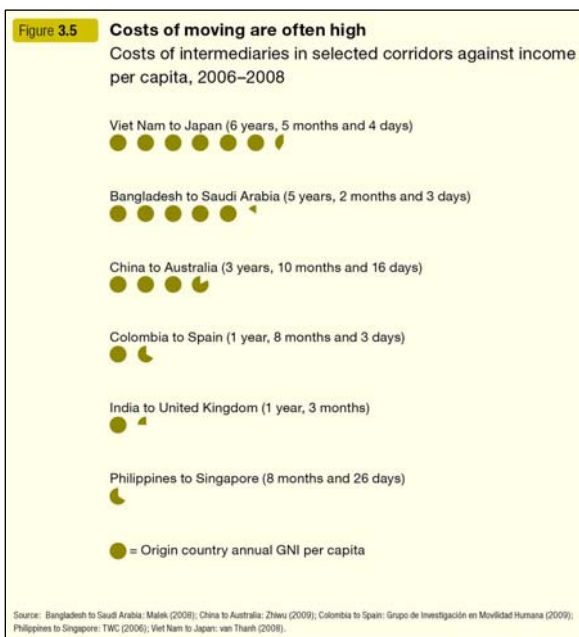 Figure 3.5
Costs of moving are often high
Costs of intermediaries in selected corridors against income
per capita, 2006–2008
Viet Nam to Japan (6 years, 5 months and 4 days)
Bangladesh to Saudi Arabia (5 years, 2 months and 3 days)
China to Australia (3 years, 10 months and 16 days)
Colombia to Spain (1 year, 8 months and 3 days)
India to United Kingdom (1 year, 3 months)
Philippines to Singapore (8 months and 26 days)
= Origin country annual GNI per capita
Source: Bangladesh to Saudi Arabia: Malek (2008); China to Australia: Zhiwu (2009); Colombia to Spain: Grupo de Investigación en Movilidad Humana (2009);
Philippines to Singapore: TWC (2006); Viet Nam to Japan: van Thanh (2008).